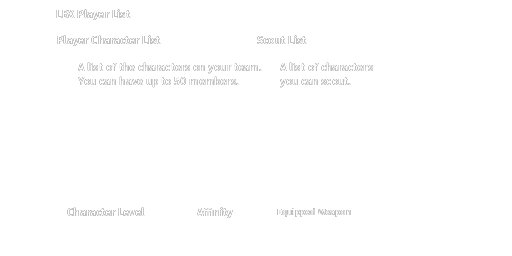 LBX Player List
Player Character List
Scout List
A list of the characters on your team.
You can have up to 50 members.
A list of characters
you can scout.
Character Level
Affinity
Equipped Weapon